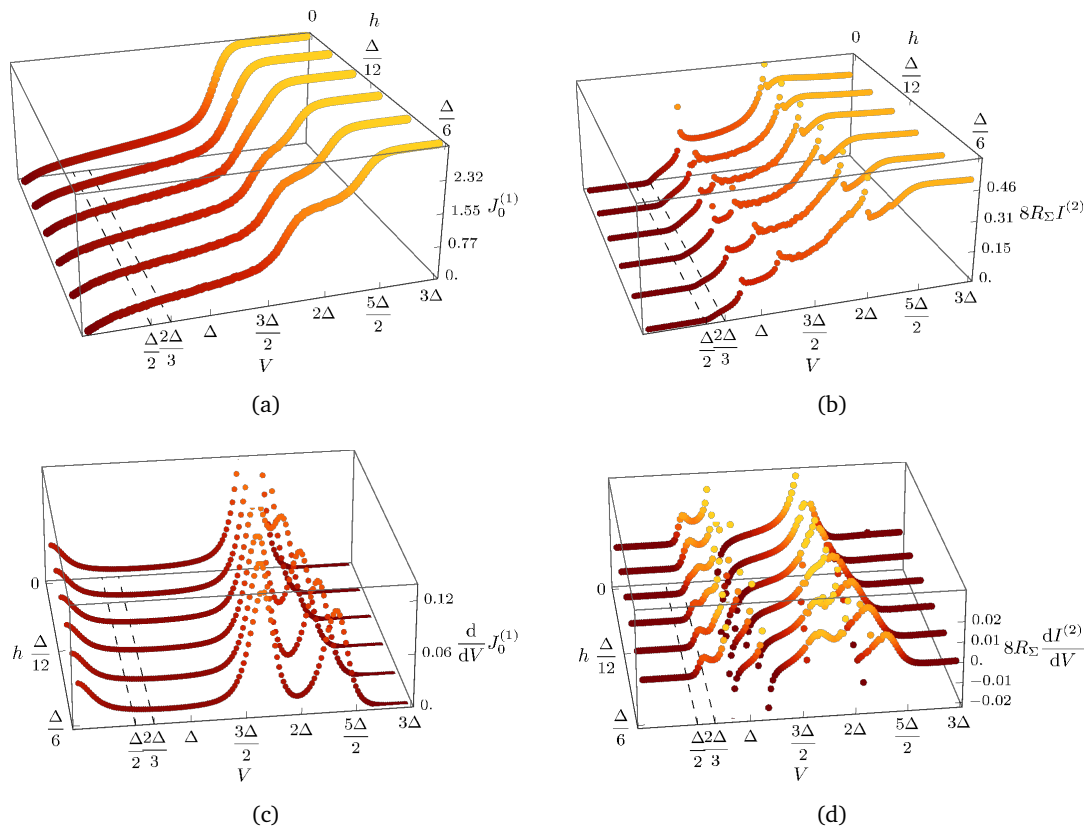 0
h
Δ/12
Δ/6
2.32
1.55
0.77
0.
J₀⁽¹⁾
Δ/2
2Δ/3
Δ
3Δ/2
2Δ
5Δ/2
3Δ
V
(a)
0
h
Δ/12
Δ/6
0.46
0.31
0.15
0.
8R_Σ I⁽²⁾
Δ/2
2Δ/3
Δ
3Δ/2
2Δ
5Δ/2
3Δ
V
(b)
0
h Δ/12
Δ/6
0.12
0.06
0.
d/dV J₀⁽¹⁾
Δ/2
2Δ/3
Δ
3Δ/2
2Δ
5Δ/2
3Δ
V
(c)
0
h Δ/12
Δ/6
0.02
0.01
0.
−0.01
−0.02
8R_Σ dI⁽²⁾/dV
Δ/2
2Δ/3
Δ
3Δ/2
2Δ
5Δ/2
3Δ
V
(d)